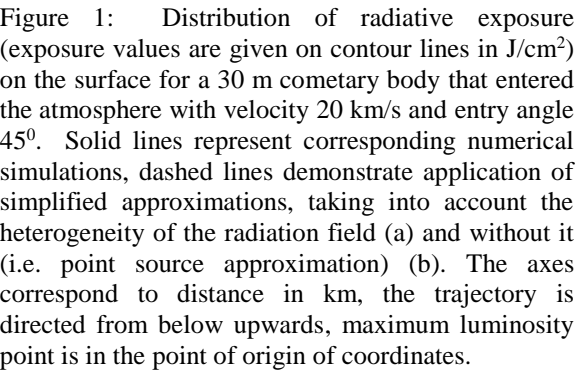 Figure 1: Distribution of radiative exposure
(exposure values are given on contour lines in J/cm²)
on the surface for a 30 m cometary body that entered
the atmosphere with velocity 20 km/s and entry angle
45⁰. Solid lines represent corresponding numerical
simulations, dashed lines demonstrate application of
simplified approximations, taking into account the
heterogeneity of the radiation field (a) and without it
(i.e. point source approximation) (b). The axes
correspond to distance in km, the trajectory is
directed from below upwards, maximum luminosity
point is in the point of origin of coordinates.